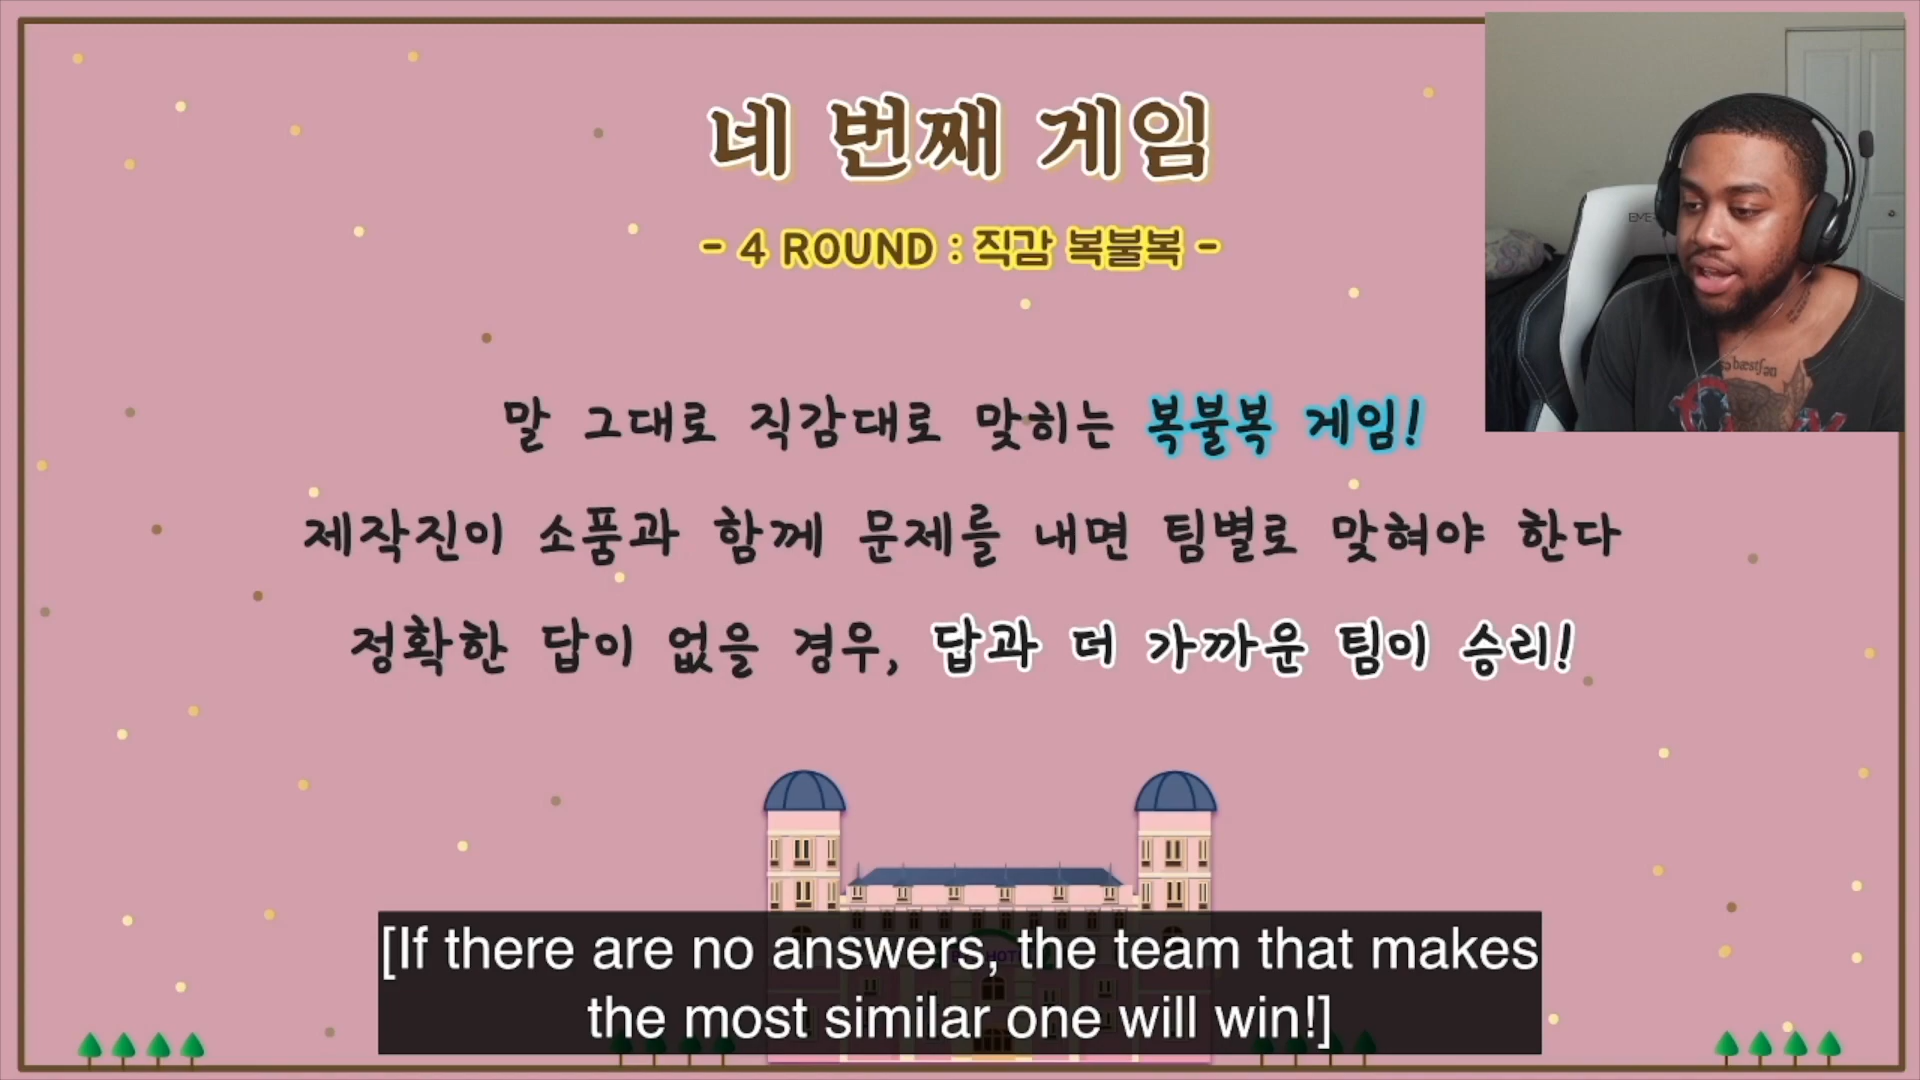 네 번째 게임
- 4 ROUND : 직감 복불복 -
말 그대로 직감대로 맞히는 복불복 게임!
제작진이 소품과 함께 문제를 내면 팀별로 맞혀야 한다
정확한 답이 없을 경우, 답과 더 가까운 팀이 승리!
[If there are no answers, the team that makes
the most similar one will win!]